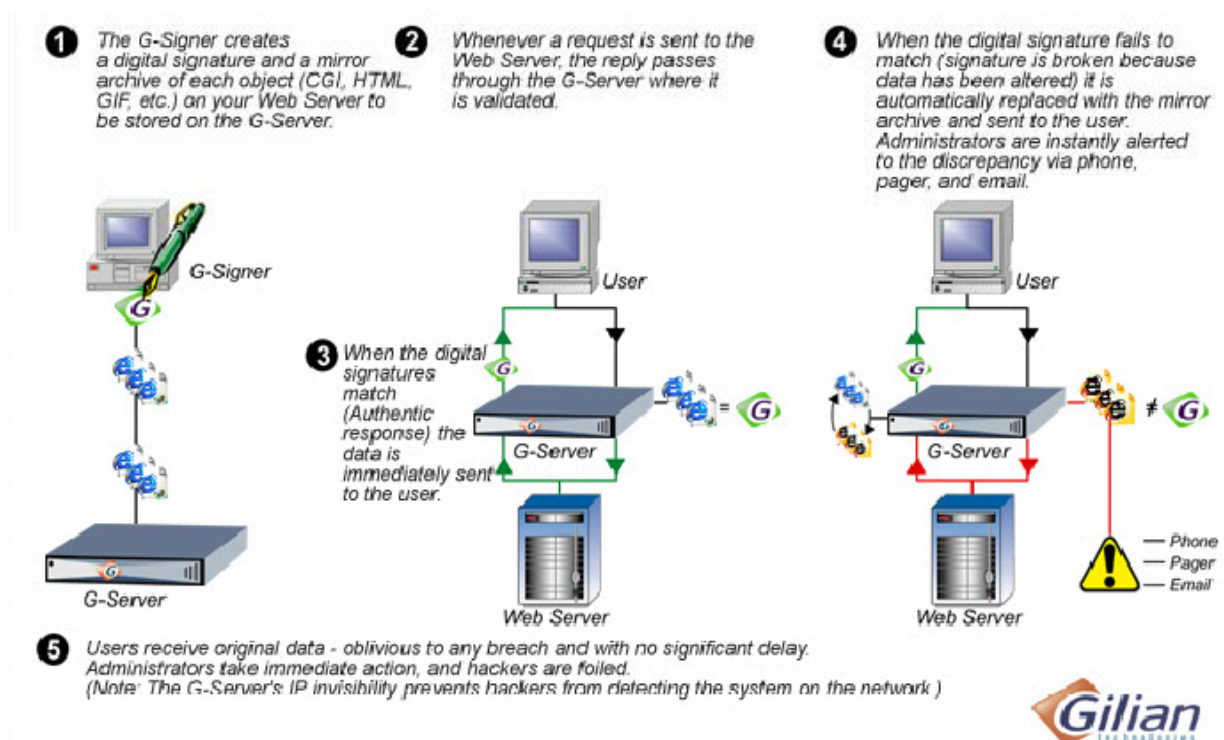 1 The G-Signer creates
a digital signature and a mirror
archive of each object (CGI, HTML,
GIF, etc.) on your Web Server to
be stored on the G-Server.
2 Whenever a request is sent to the
Web Server, the reply passes
through the G-Server where it
is validated.
4 When the digital signature fails to
match ('signature is broken because
data has been altered) it is
automatically replaced with the mirror
archive and sent to the user.
Administrators are instantly alerted
to the discrepancy via phone,
pager, and email.
G-Signer
G
G-Server
User
3 When the digital
signatures
match
(Authentic
response) the
data is
immediately sent
to the user.
G
= G
G-Server
Web Server
User
G
≠ G
G-Server
Web Server
Phone
Pager
Email
5 Users receive original data - oblivious to any breach and with no significant delay.
Administrators take immediate action, and hackers are foiled.
(Note: The G-Server's IP invisibility prevents hackers from detecting the system on the network.)
Gilian
technologies